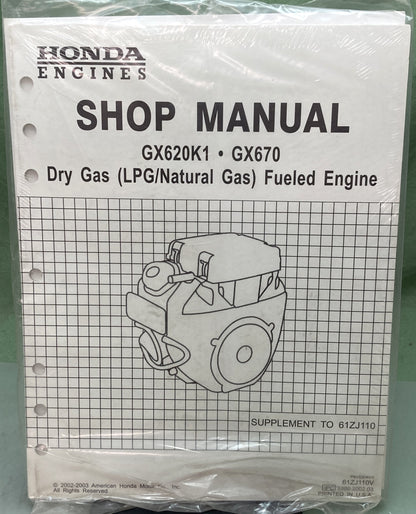 HONDA
ENGINES
SHOP MANUAL
GX620K1 • GX670
Dry Gas (LPG/Natural Gas) Fueled Engine
SUPPLEMENT TO 61ZJ110
61ZJ110V
© 2002-2003 American Honda Motor Co., Inc.
All Rights Reserved.
PRINTED IN U.S.A.